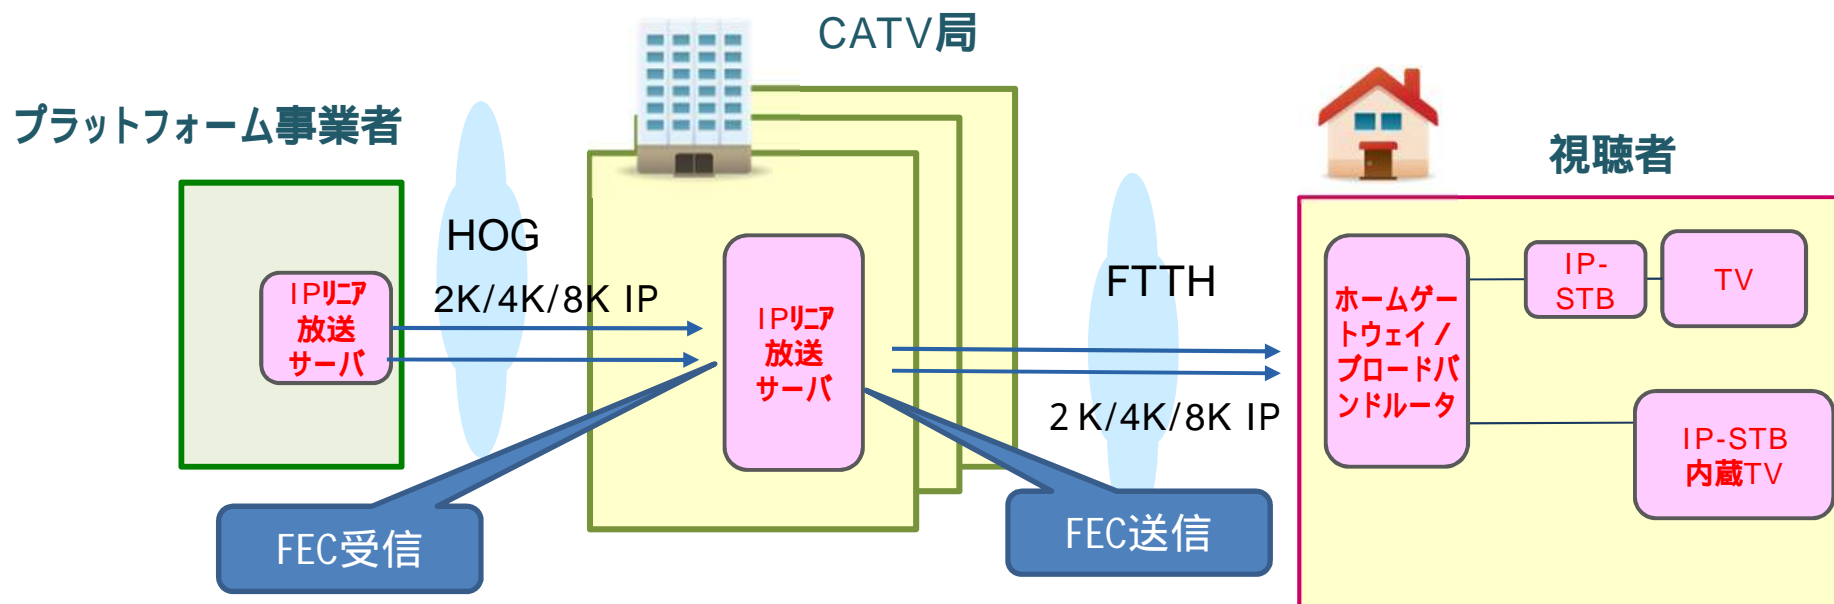 CATV局
プラットフォーム事業者
視聴者
HOG
2K/4K/8K IP
IPリニア
放送
サーバ
IPリニア
放送
サーバ
FTTH
2K/4K/8K IP
ホームゲー
トウェイ/
ブロードバ
ンドルータ
IP-
STB
TV
IP-STB
内蔵TV
FEC受信
FEC送信